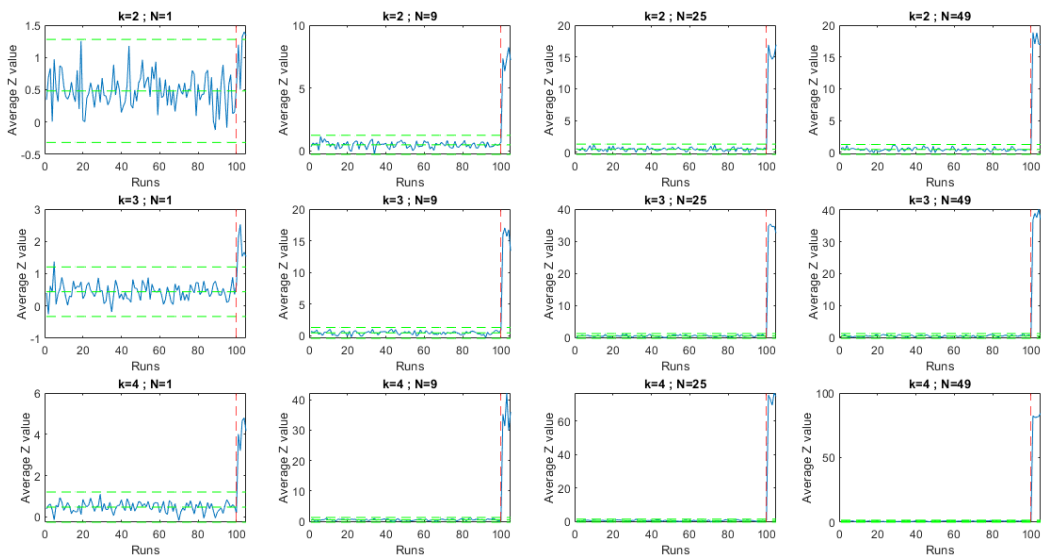 k=2 ; N=1
Average Z value
1.5
1
0.5
0
-0.5
0 20 40 60 80 100
Runs
k=2 ; N=9
Average Z value
10
5
0
0 20 40 60 80 100
Runs
k=2 ; N=25
Average Z value
20
15
10
5
0
0 20 40 60 80 100
Runs
k=2 ; N=49
Average Z value
20
15
10
5
0
0 20 40 60 80 100
Runs
k=3 ; N=1
Average Z value
3
2
1
0
-1
0 20 40 60 80 100
Runs
k=3 ; N=9
Average Z value
20
15
10
5
0
0 20 40 60 80 100
Runs
k=3 ; N=25
Average Z value
40
30
20
10
0
0 20 40 60 80 100
Runs
k=3 ; N=49
Average Z value
40
30
20
10
0
0 20 40 60 80 100
Runs
k=4 ; N=1
Average Z value
6
4
2
0
0 20 40 60 80 100
Runs
k=4 ; N=9
Average Z value
40
30
20
10
0
0 20 40 60 80 100
Runs
k=4 ; N=25
Average Z value
60
40
20
0
0 20 40 60 80 100
Runs
k=4 ; N=49
Average Z value
100
50
0
0 20 40 60 80 100
Runs